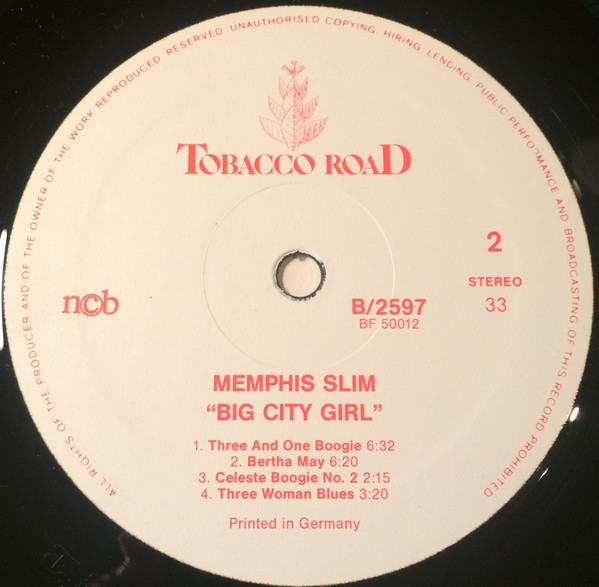 ALL RIGHTS OF THE PRODUCER AND OF THE OWNER OF THE WORK REPRODUCED RESERVED UNAUTHORISED COPYING, HIRING, LENDING, PUBLIC PERFORMANCE AND BROADCASTING OF THIS RECORD PROHIBITED
TOBACCO ROAD
2
STEREO
33
n©b
B/2597
BF 50012
MEMPHIS SLIM
“BIG CITY GIRL”
1. Three And One Boogie 6:32
2. Bertha May 6:20
3. Celeste Boogie No. 2 2:15
4. Three Woman Blues 3:20
Printed in Germany